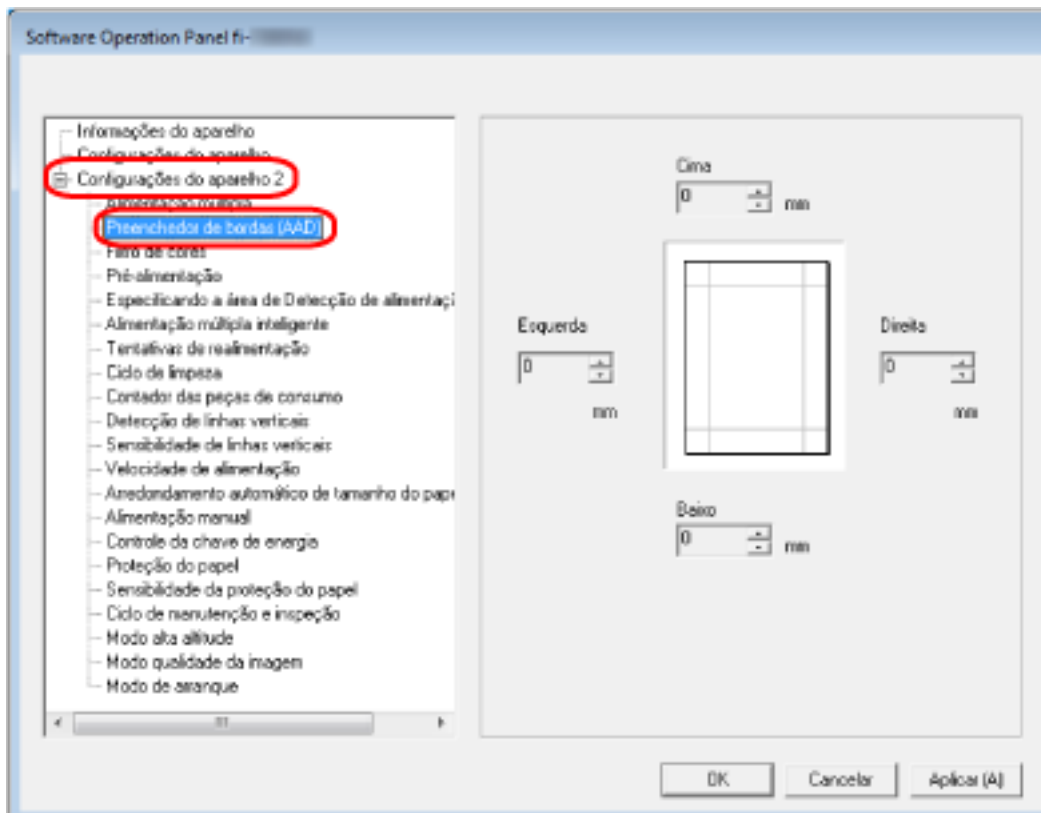 Software Operation Panel fi-
Informações do aparelho
Configurações do aparelho
Configurações do aparelho 2
Alimentação múltipla
Preenchedor de bordas (AAD)
Filtro de cores
Pré-alimentação
Especificando a área de Detecção de alimentaçã
Alimentação múltipla inteligente
Tentativas de realimentação
Ciclo de limpeza
Contador das peças de consumo
Detecção de linhas verticais
Sensibilidade de linhas verticais
Velocidade de alimentação
Arredondamento automático de tamanho do pape
Alimentação manual
Controle da chave de energia
Proteção do papel
Sensibilidade da proteção do papel
Ciclo de manutenção e inspeção
Modo alta altitude
Modo qualidade da imagem
Modo de arranque
Cima
0 mm
Esquerda
0
mm
Direita
0
mm
Baixo
0 mm
OK Cancelar Aplicar (A)